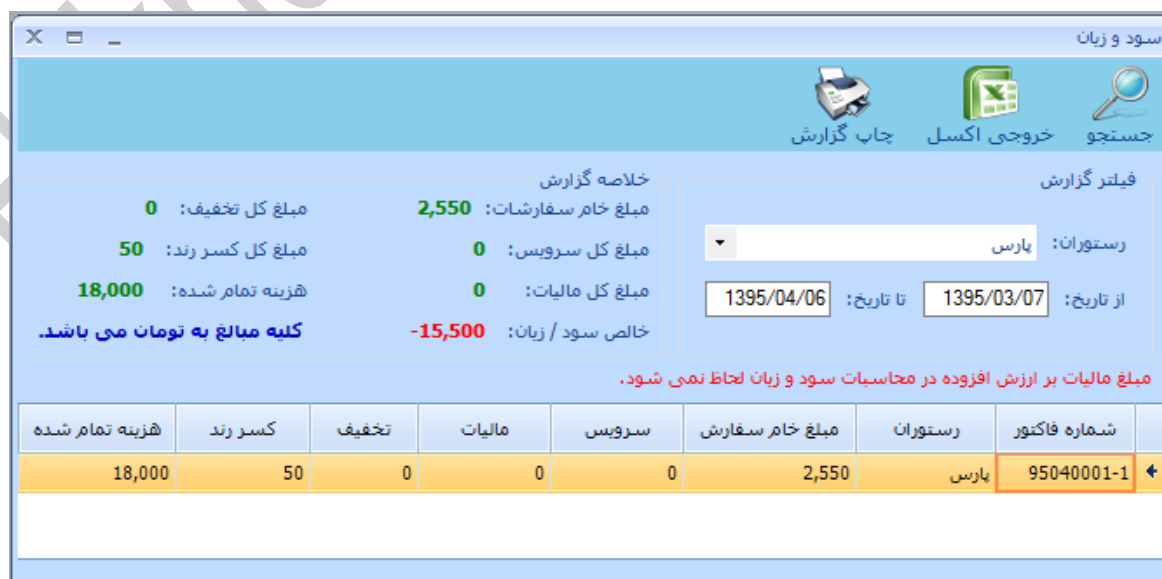 سود و زیان
جستجو خروجی اکسل چاپ گزارش
فیلتر گزارش
رستوران: پارس
از تاریخ: 1395/03/07 تا تاریخ: 1395/04/06
خلاصه گزارش
مبلغ خام سفارشات: 2,550 مبلغ کل تخفیف: 0
مبلغ کل سرویس: 0 مبلغ کل کسر رند: 50
مبلغ کل مالیات: 0 هزینه تمام شده: 18,000
خالص سود / زیان: -15,500 کلیه مبالغ به تومان می باشد.
مبلغ مالیات بر ارزش افزوده در محاسبات سود و زیان لحاظ نمی شود.
شماره فاکتور رستوران مبلغ خام سفارش سرویس مالیات تخفیف کسر رند هزینه تمام شده
95040001-1 پارس 2,550 0 0 0 50 18,000